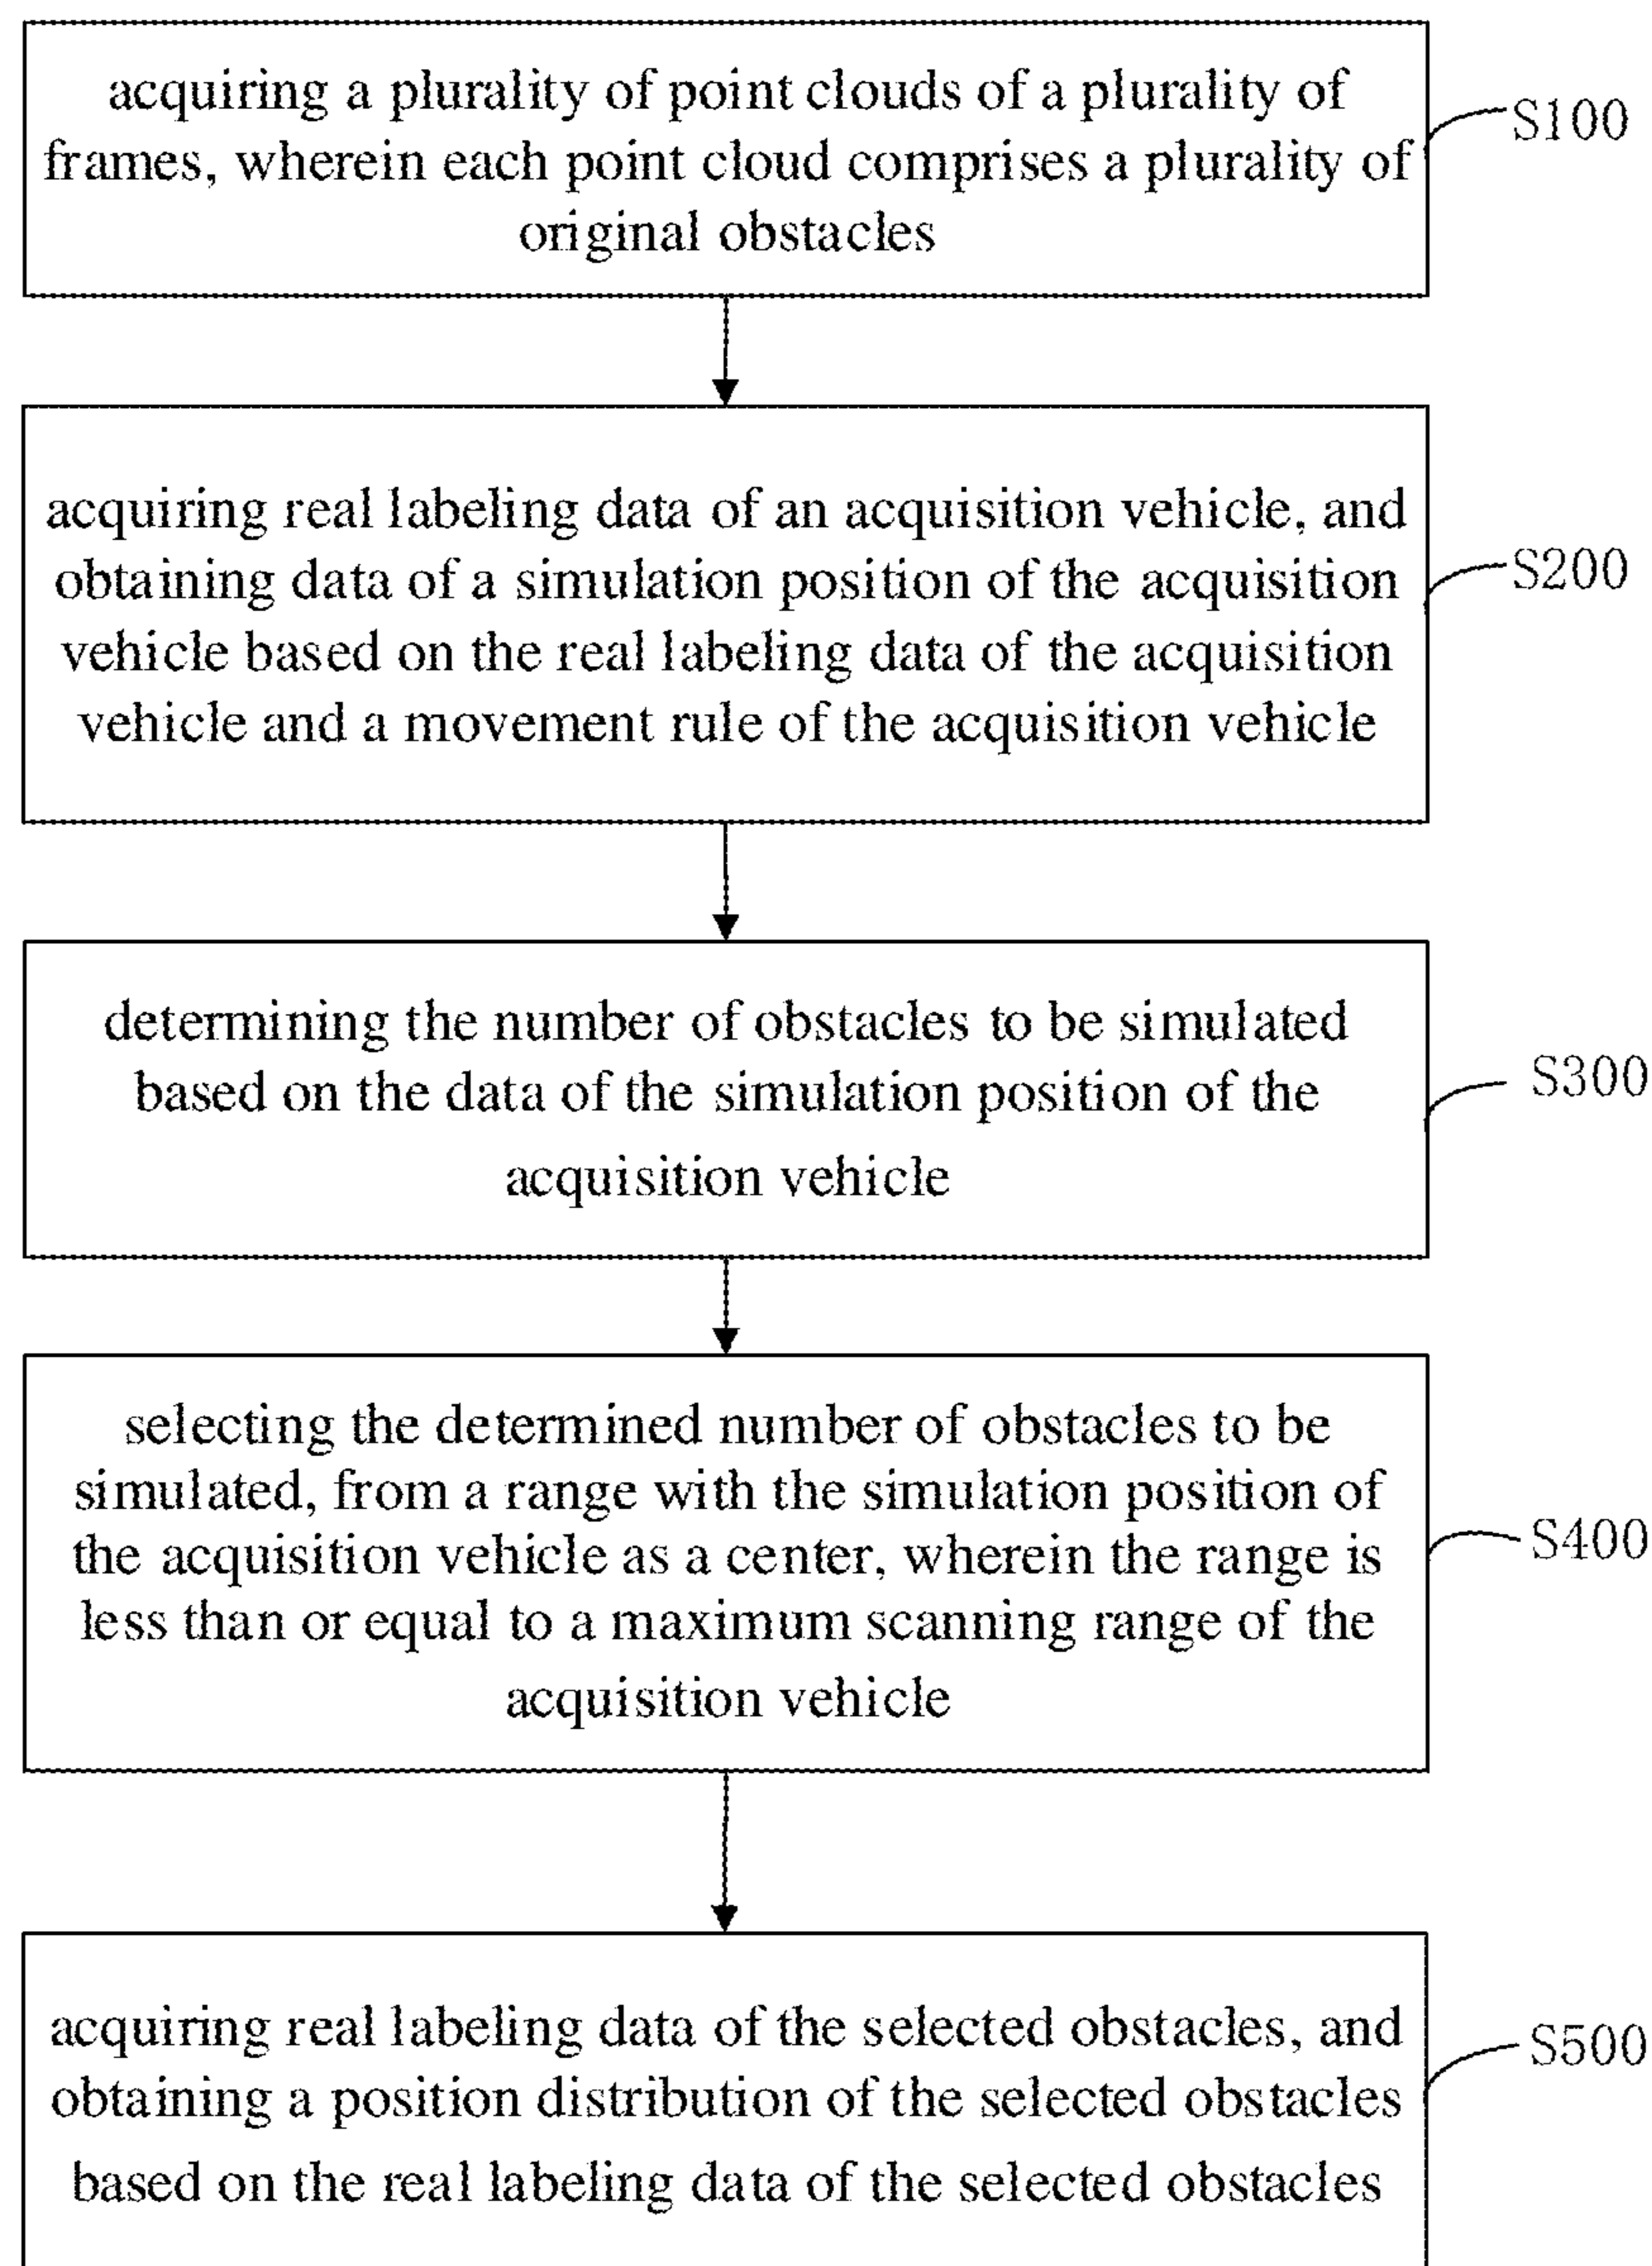 acquiring a plurality of point clouds of a plurality of
frames, wherein each point cloud comprises a plurality of
original obstacles
S100
acquiring real labeling data of an acquisition vehicle, and
obtaining data of a simulation position of the acquisition
vehicle based on the real labeling data of the acquisition
vehicle and a movement rule of the acquisition vehicle
S200
determining the number of obstacles to be simulated
based on the data of the simulation position of the
acquisition vehicle
S300
selecting the determined number of obstacles to be
simulated, from a range with the simulation position of
the acquisition vehicle as a center, wherein the range is
less than or equal to a maximum scanning range of the
acquisition vehicle
S400
acquiring real labeling data of the selected obstacles, and
obtaining a position distribution of the selected obstacles
based on the real labeling data of the selected obstacles
S500